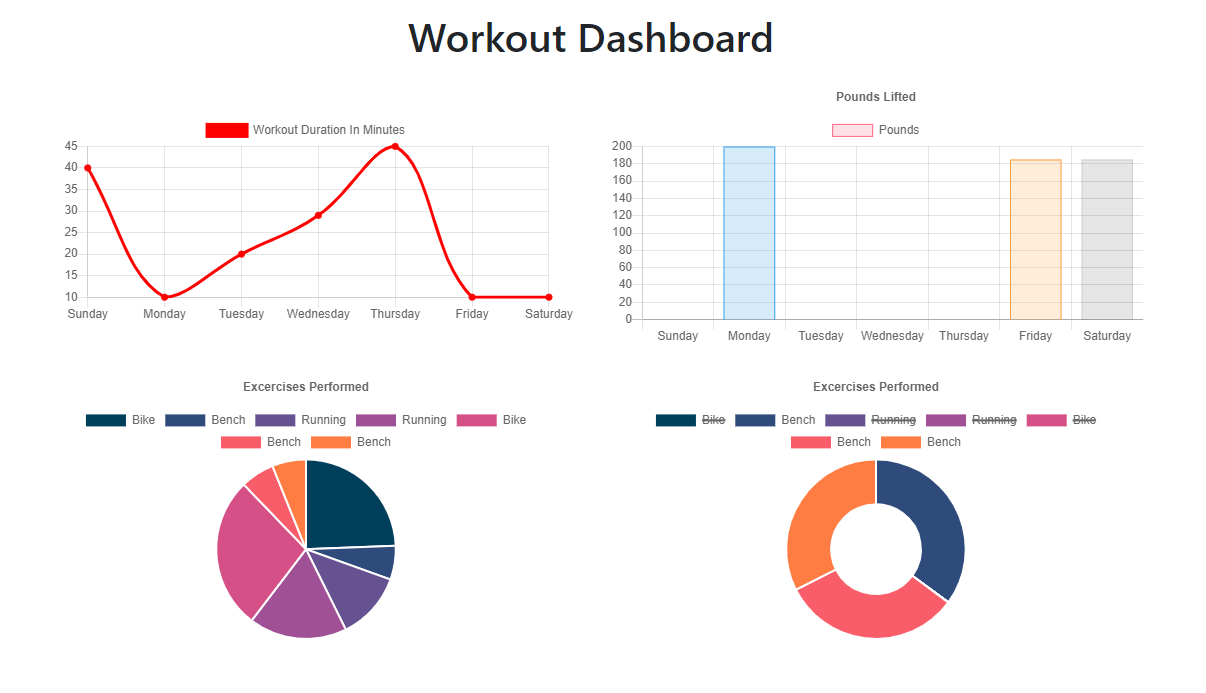 Workout Dashboard
Workout Duration In Minutes
45
40
35
30
25
20
15
10
Sunday Monday Tuesday Wednesday Thursday Friday Saturday
Pounds Lifted
Pounds
200
180
160
140
120
100
80
60
40
20
0
Sunday Monday Tuesday Wednesday Thursday Friday Saturday
Excercises Performed
Bike Bench Running Running Bike
Bench Bench
Excercises Performed
Bike Bench Running Running Bike
Bench Bench